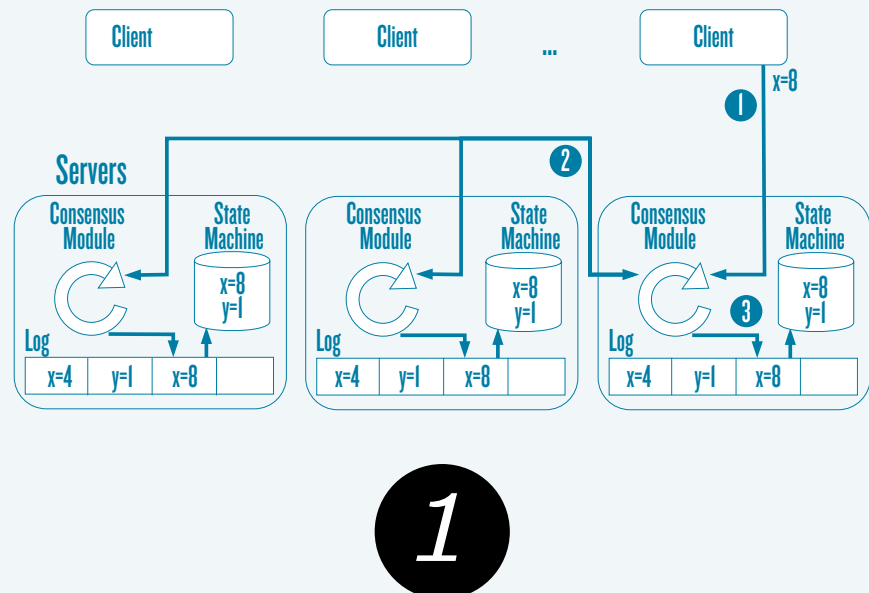 Client
Client
...
Client
x=8
1
2
Servers
Consensus
Module
State
Machine
x=8
y=1
Log
x=4 y=1 x=8
Consensus
Module
State
Machine
x=8
y=1
Log
x=4 y=1 x=8
Consensus
Module
State
Machine
x=8
y=1
3
Log
x=4 y=1 x=8
1